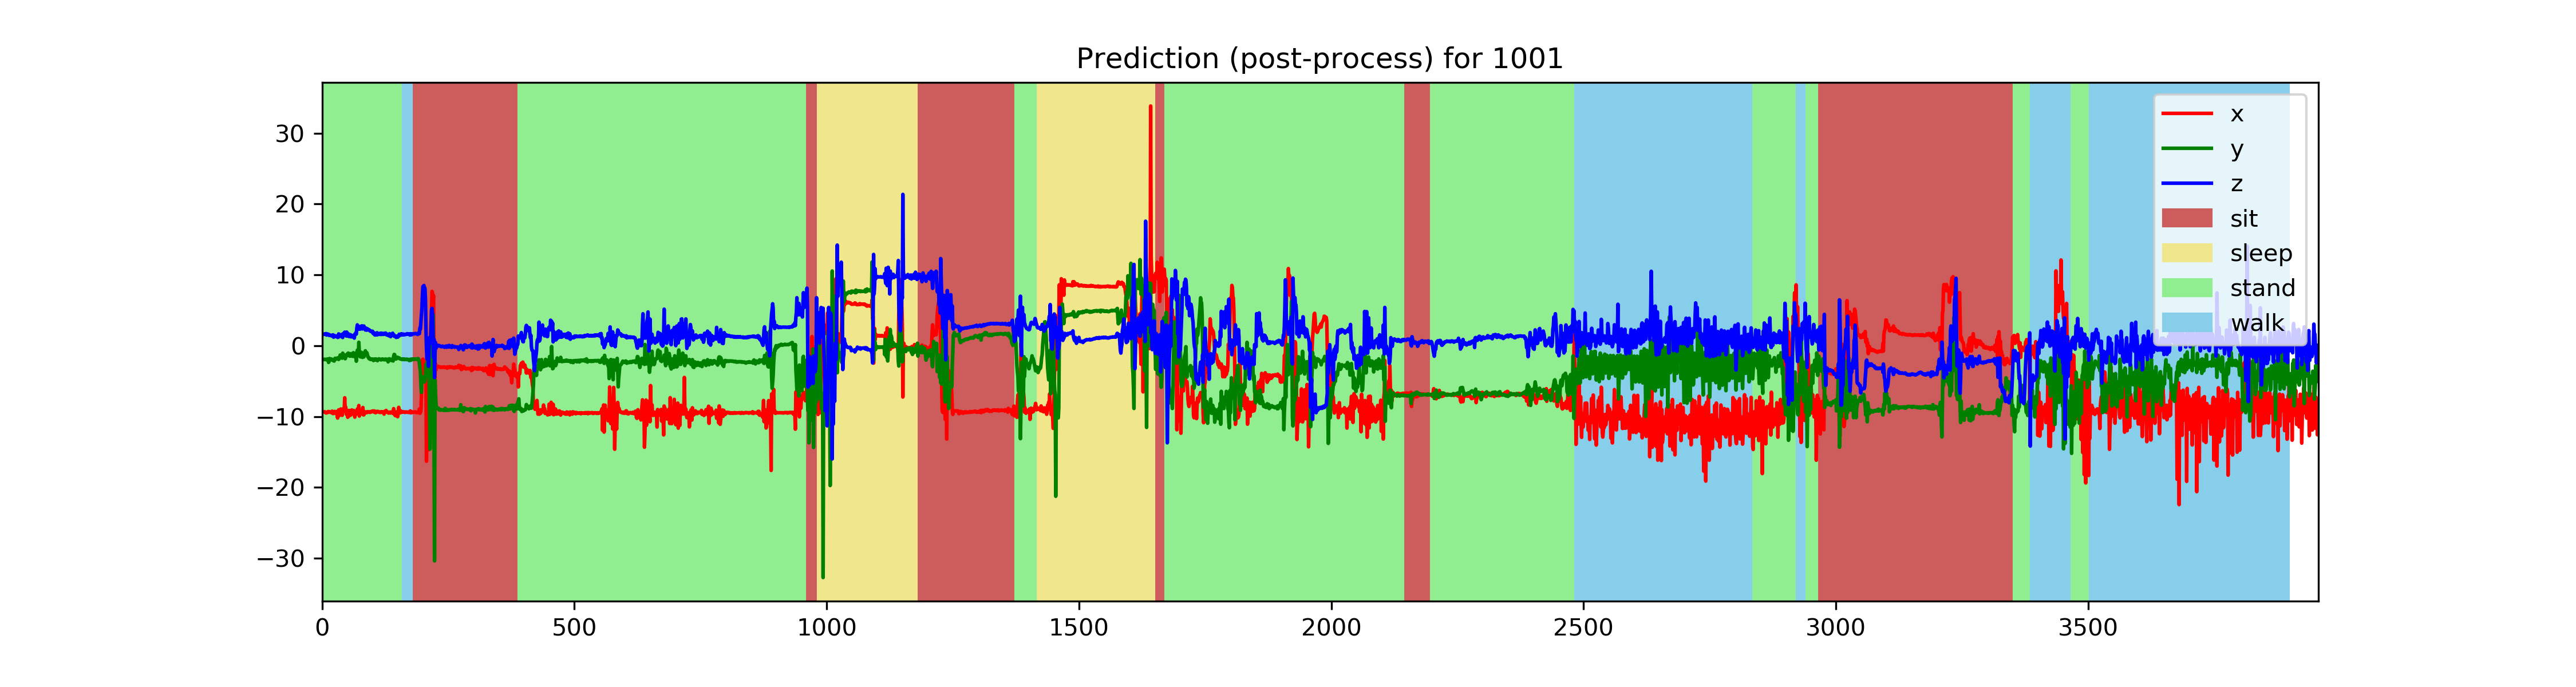 Prediction (post-process) for 1001
30
20
10
0
−10
−20
−30
0 500 1000 1500 2000 2500 3000 3500
x
y
z
sit
sleep
stand
walk